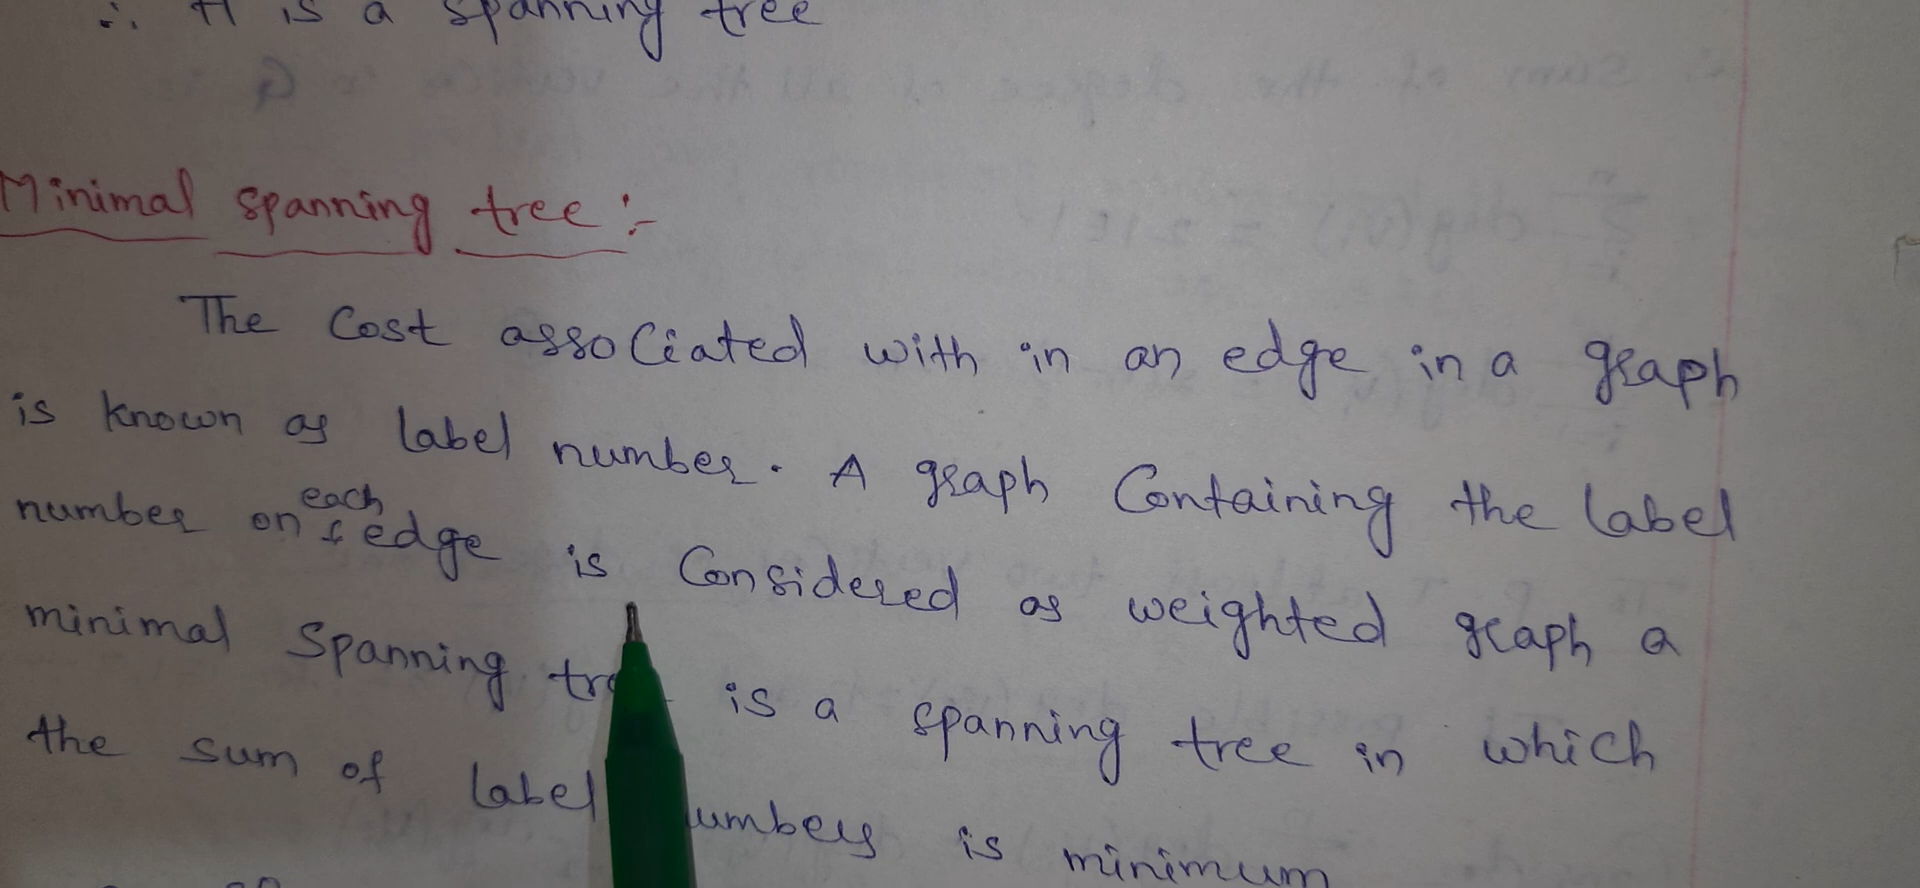 ∴ It is a spanning tree
Minimal spanning tree :-
The Cost associated with in an edge in a graph
is known as label number. A graph Containing the label
number on each edge is Considered as weighted graph a
minimal Spanning is a spanning tree in which
the sum of label is minimum